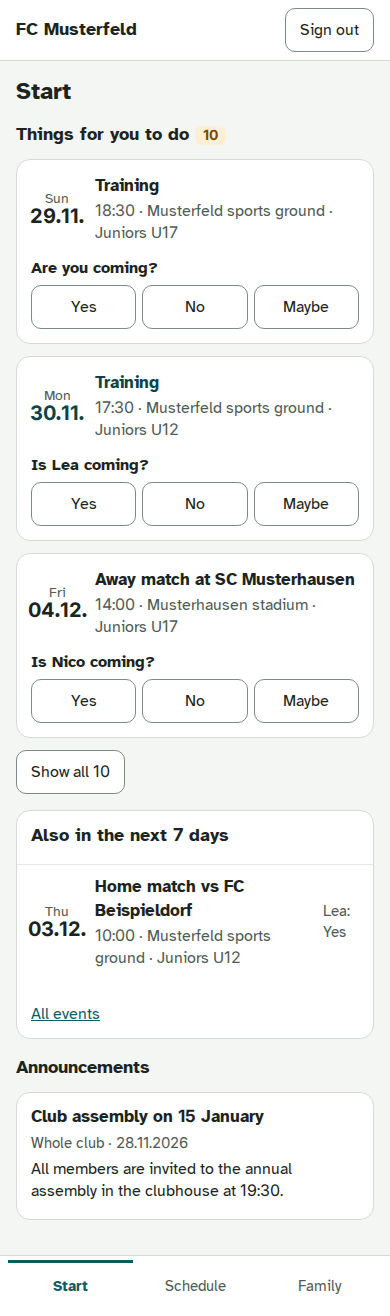 FC Musterfeld
Sign out
Start
Things for you to do 10
Sun
29.11.
Training
18:30 · Musterfeld sports ground ·
Juniors U17
Are you coming?
Yes
No
Maybe
Mon
30.11.
Training
17:30 · Musterfeld sports ground ·
Juniors U12
Is Lea coming?
Yes
No
Maybe
Fri
04.12.
Away match at SC Musterhausen
14:00 · Musterhausen stadium ·
Juniors U17
Is Nico coming?
Yes
No
Maybe
Show all 10
Also in the next 7 days
Thu
03.12.
Home match vs FC
Beispieldorf
10:00 · Musterfeld sports
ground · Juniors U12
Lea:
Yes
All events
Announcements
Club assembly on 15 January
Whole club · 28.11.2026
All members are invited to the annual
assembly in the clubhouse at 19:30.
Start
Schedule
Family